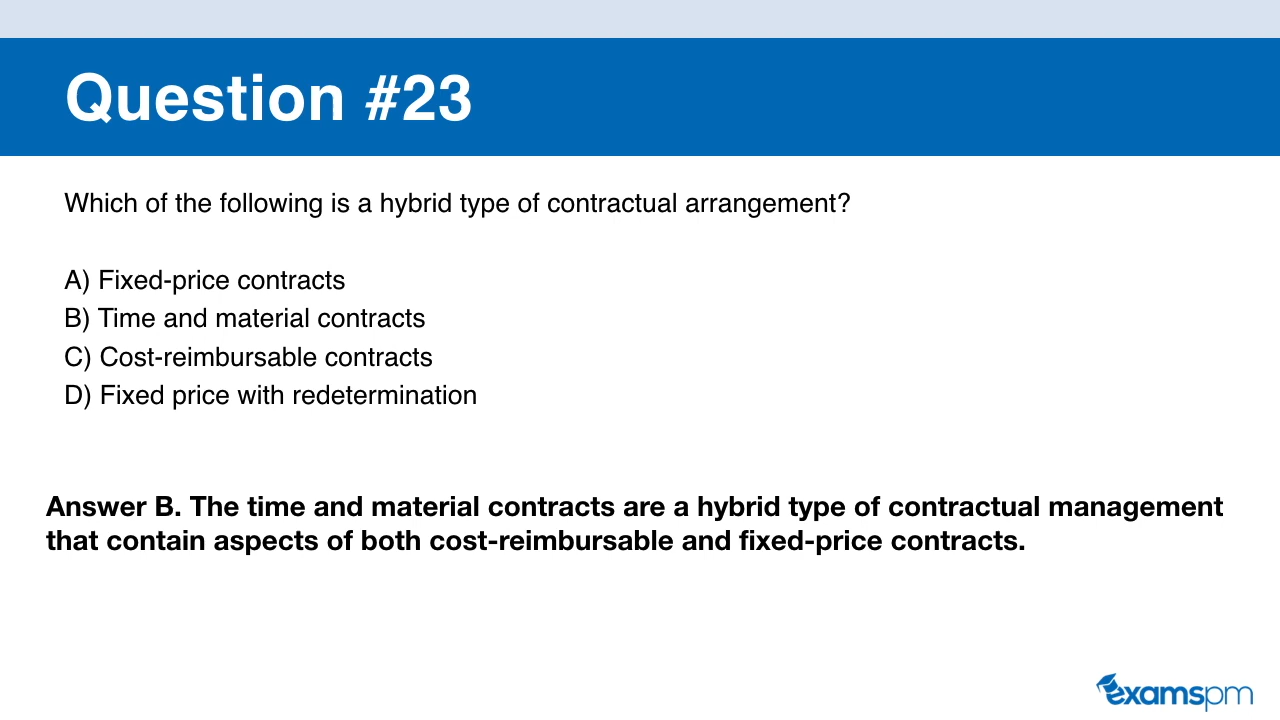 Question #23
Which of the following is a hybrid type of contractual arrangement?
A) Fixed-price contracts
B) Time and material contracts
C) Cost-reimbursable contracts
D) Fixed price with redetermination
Answer B. The time and material contracts are a hybrid type of contractual management
that contain aspects of both cost-reimbursable and fixed-price contracts.
examspm